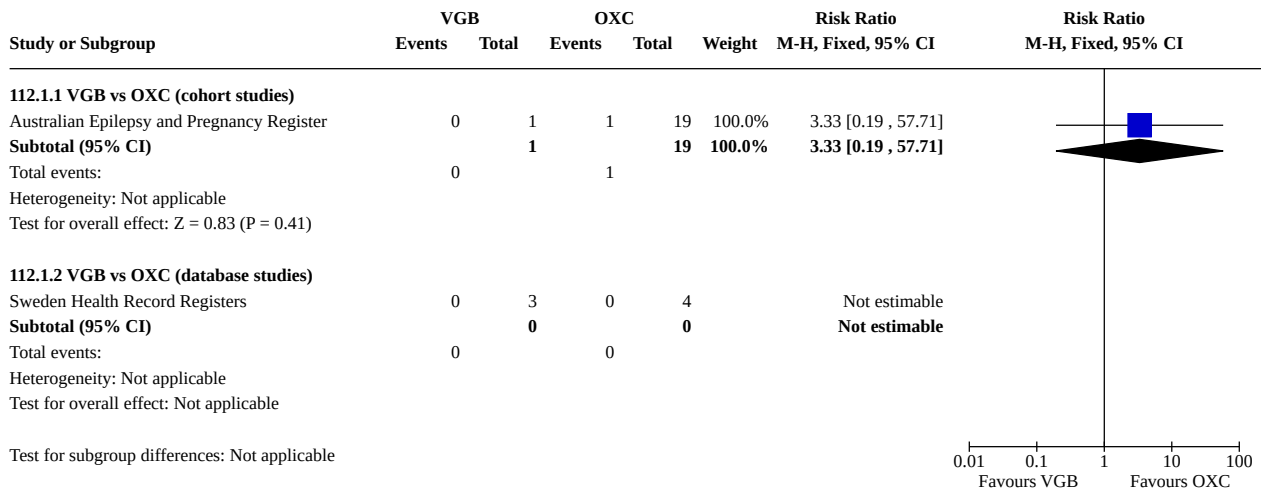 VGB OXC Risk Ratio Risk Ratio
Study or Subgroup Events Total Events Total Weight M-H, Fixed, 95% CI M-H, Fixed, 95% CI
112.1.1 VGB vs OXC (cohort studies)
Australian Epilepsy and Pregnancy Register 0 1 1 19 100.0% 3.33 [0.19 , 57.71]
Subtotal (95% CI) 1 19 100.0% 3.33 [0.19 , 57.71]
Total events: 0 1
Heterogeneity: Not applicable
Test for overall effect: Z = 0.83 (P = 0.41)
112.1.2 VGB vs OXC (database studies)
Sweden Health Record Registers 0 3 0 4 Not estimable
Subtotal (95% CI) 0 0 Not estimable
Total events: 0 0
Heterogeneity: Not applicable
Test for overall effect: Not applicable
Test for subgroup differences: Not applicable
0.01 0.1 1 10 100
Favours VGB Favours OXC